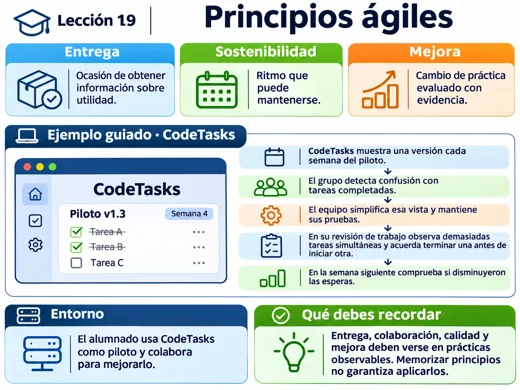 Lección 19
Principios ágiles
Entrega
Ocasión de obtener
información sobre
utilidad.
Sostenibilidad
Ritmo que
puede
mantenerse.
Mejora
Cambio de práctica
evaluado con
evidencia.
Ejemplo guiado · CodeTasks
CodeTasks
Piloto v1.3
Semana 4
Tarea A
Tarea B
Tarea C
CodeTasks muestra una versión cada
semana del piloto.
El grupo detecta confusión con
tareas completadas.
El equipo simplifica esa vista y mantiene
sus pruebas.
En su revisión de trabajo observa demasiadas
tareas simultáneas y acuerda terminar una antes de
iniciar otra.
En la semana siguiente comprueba si disminuyeron
las esperas.
Entorno
El alumnado usa CodeTasks
como piloto y colabora
para mejorarlo.
Qué debes recordar
Entrega, colaboración, calidad y
mejora deben verse en prácticas
observables. Memorizar principios
no garantiza aplicarlos.